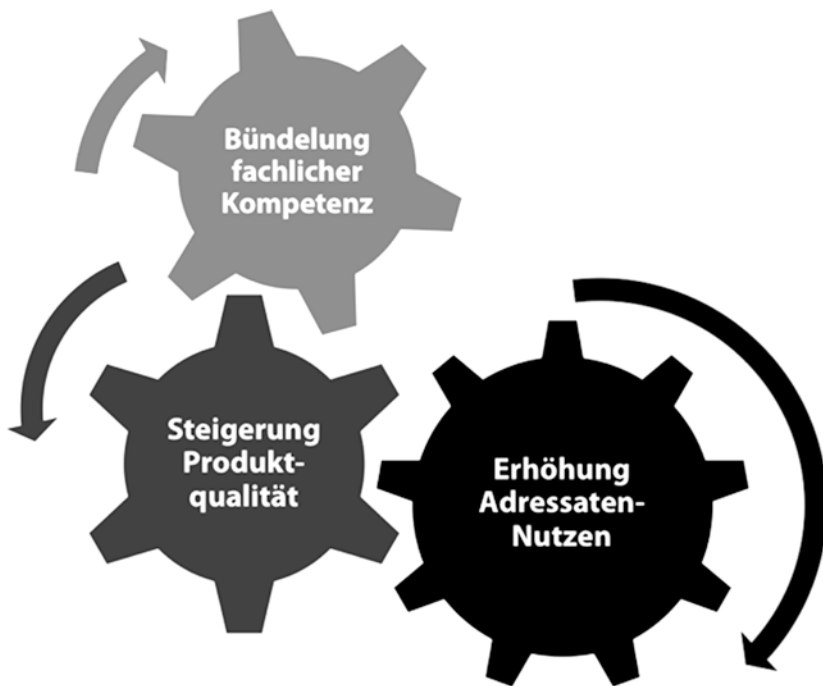 Bündelung
fachlicher
Kompetenz
Steigerung
Produkt-
qualität
Erhöhung
Adressaten-
Nutzen